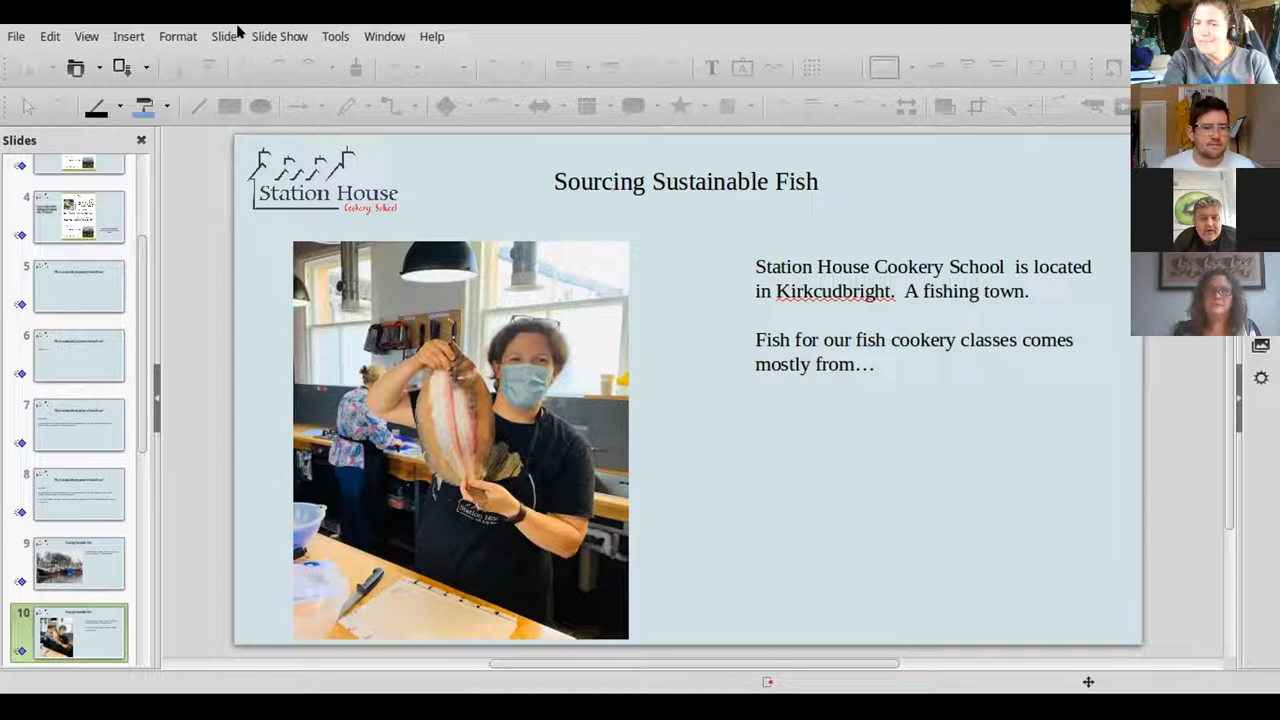 File Edit View Insert Format Slide Slide Show Tools Window Help
Slides
4
5
6
7
8
9
10
Station House
Cookery School
Sourcing Sustainable Fish
Station House Cookery School is located
in Kirkcudbright. A fishing town.
Fish for our fish cookery classes comes
mostly from…